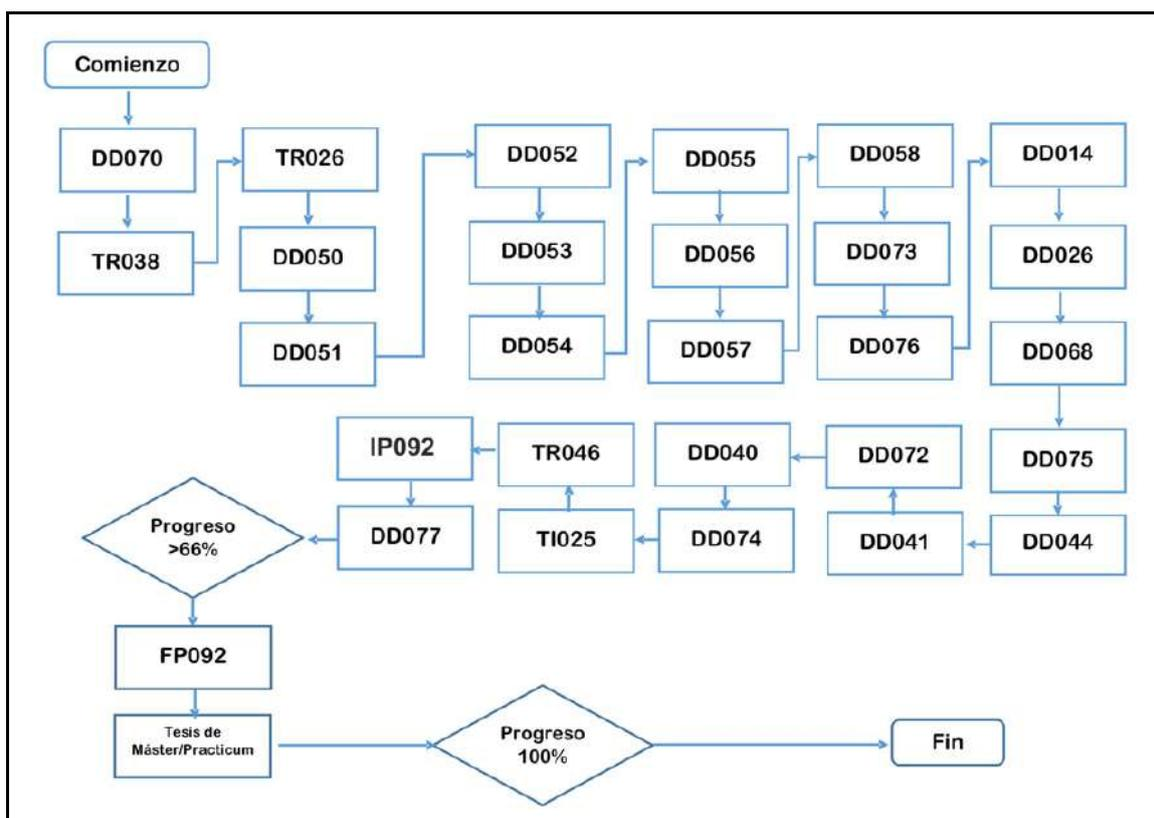 Comienzo
DD070
TR038
TR026
DD050
DD051
DD052
DD053
DD054
DD055
DD056
DD057
DD058
DD073
DD076
DD014
DD026
DD068
DD075
DD044
DD041
DD072
DD040
DD074
TI025
TR046
IP092
DD077
Progreso
>66%
FP092
Tesis de
Máster/Practicum
Progreso
100%
Fin